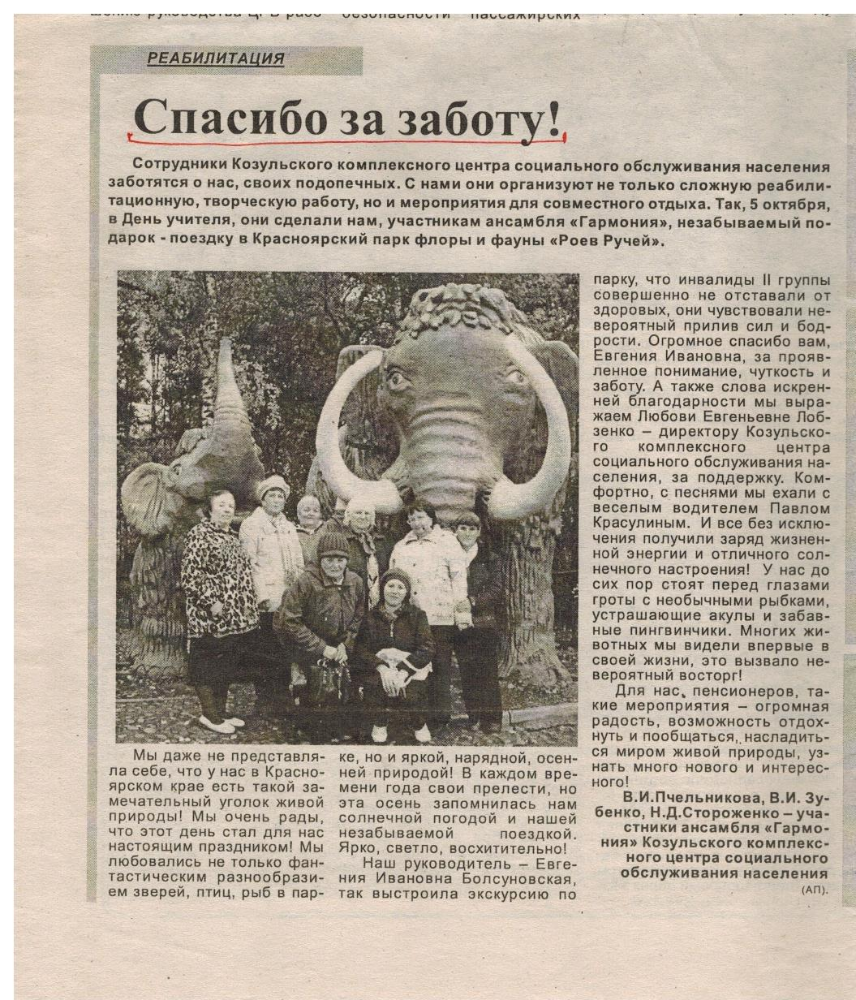 безопасности пассажирских
РЕАБИЛИТАЦИЯ
Спасибо за заботу!
Сотрудники Козульского комплексного центра социального обслуживания населения
заботятся о нас, своих подопечных. С нами они организуют не только сложную реабили-
тационную, творческую работу, но и мероприятия для совместного отдыха. Так, 5 октября,
в День учителя, они сделали нам, участникам ансамбля «Гармония», незабываемый по-
дарок - поездку в Красноярский парк флоры и фауны «Роев Ручей».
Мы даже не представля-
ла себе, что у нас в Красно-
ярском крае есть такой за-
мечательный уголок живой
природы! Мы очень рады,
что этот день стал для нас
настоящим праздником! Мы
любовались не только фан-
тастическим разнообрази-
ем зверей, птиц, рыб в пар-
ке, но и яркой, нарядной, осен-
ней природой! В каждом вре-
мени года свои прелести, но
эта осень запомнилась нам
солнечной погодой и нашей
незабываемой поездкой.
Ярко, светло, восхитительно!
Наш руководитель – Евге-
ния Ивановна Болсуновская,
так выстроила экскурсию по
парку, что инвалиды II группы
совершенно не отставали от
здоровых, они чувствовали не-
вероятный прилив сил и бод-
рости. Огромное спасибо вам,
Евгения Ивановна, за прояв-
ленное понимание, чуткость и
заботу. А также слова искрен-
ней благодарности мы выра-
жаем Любови Евгеньевне Лоб-
зенко – директору Козульско-
го комплексного центра
социального обслуживания на-
селения, за поддержку. Ком-
фортно, с песнями мы ехали с
веселым водителем Павлом
Красулиным. И все без исклю-
чения получили заряд жизнен-
ной энергии и отличного сол-
нечного настроения! У нас до
сих пор стоят перед глазами
гроты с необычными рыбками,
устрашающие акулы и забав-
ные пингвинчики. Многих жи-
вотных мы видели впервые в
своей жизни, это вызвало не-
вероятный восторг!
Для нас, пенсионеров, та-
кие мероприятия – огромная
радость, возможность отдох-
нуть и пообщаться, насладить-
ся миром живой природы, уз-
нать много нового и интерес-
ного!
В.И.Пчельникова, В.И. Зу-
бенко, Н.Д.Стороженко – уча-
стники ансамбля «Гармо-
ния» Козульского комплекс-
ного центра социального
обслуживания населения
(АП).